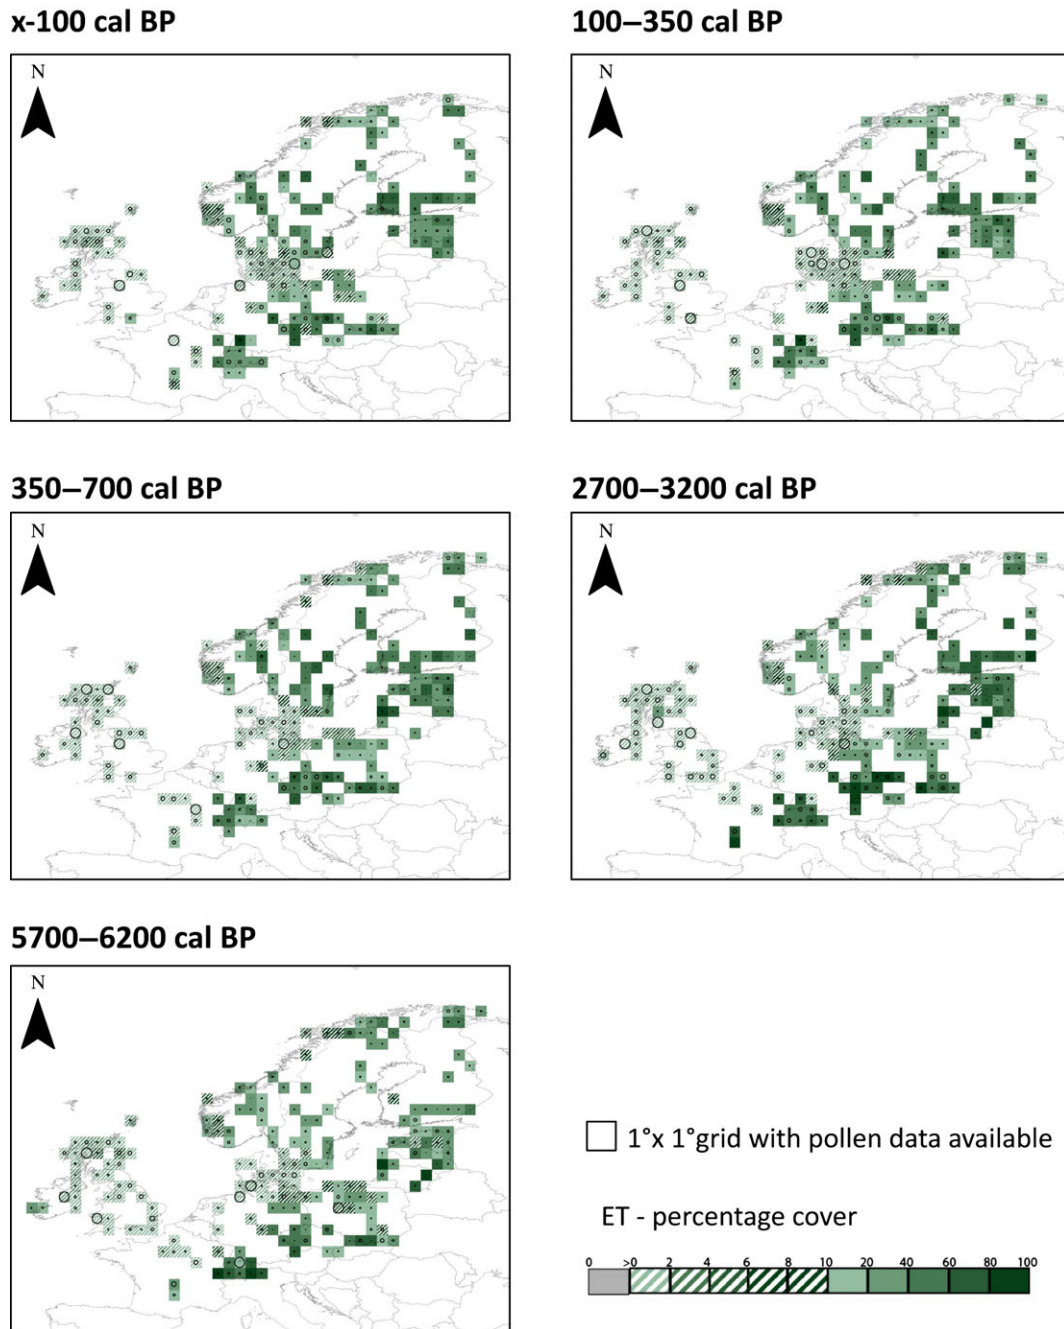 x-100 cal BP
100–350 cal BP
N
N
350–700 cal BP
2700–3200 cal BP
N
N
5700–6200 cal BP
N
1°x 1°grid with pollen data available
ET - percentage cover
0 >0 2 4 6 8 10 20 40 60 80 100